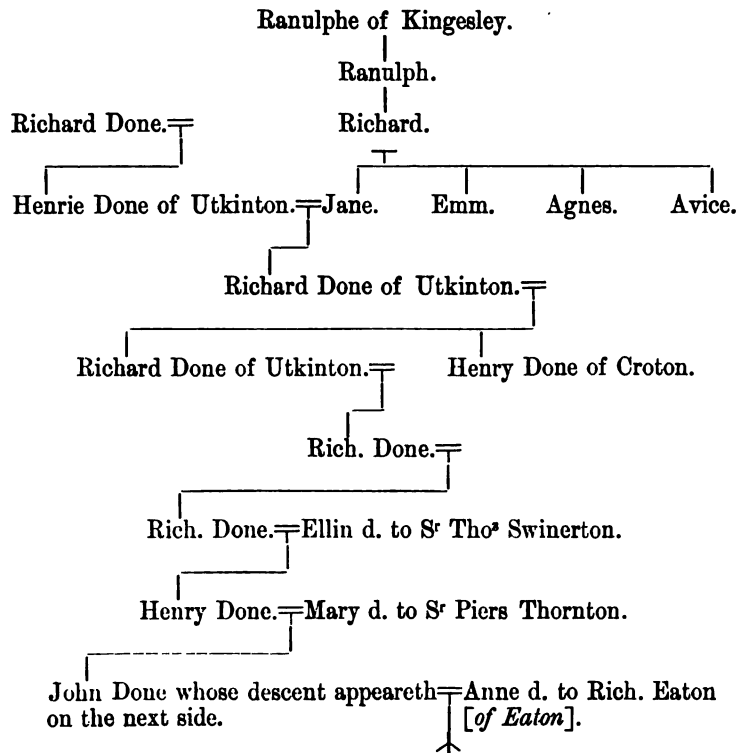 Ranulphe of Kingesley.
Ranulph.
Richard Done.
Richard.
Henrie Done of Utkinton. Jane. Emm. Agnes. Avice.
Richard Done of Utkinton.
Richard Done of Utkinton. Henry Done of Croton.
Rich. Done.
Rich. Done. Ellin d. to Sʳ Thoˢ Swinerton.
Henry Done. Mary d. to Sʳ Piers Thornton.
John Done whose descent appeareth Anne d. to Rich. Eaton
on the next side. [of Eaton].